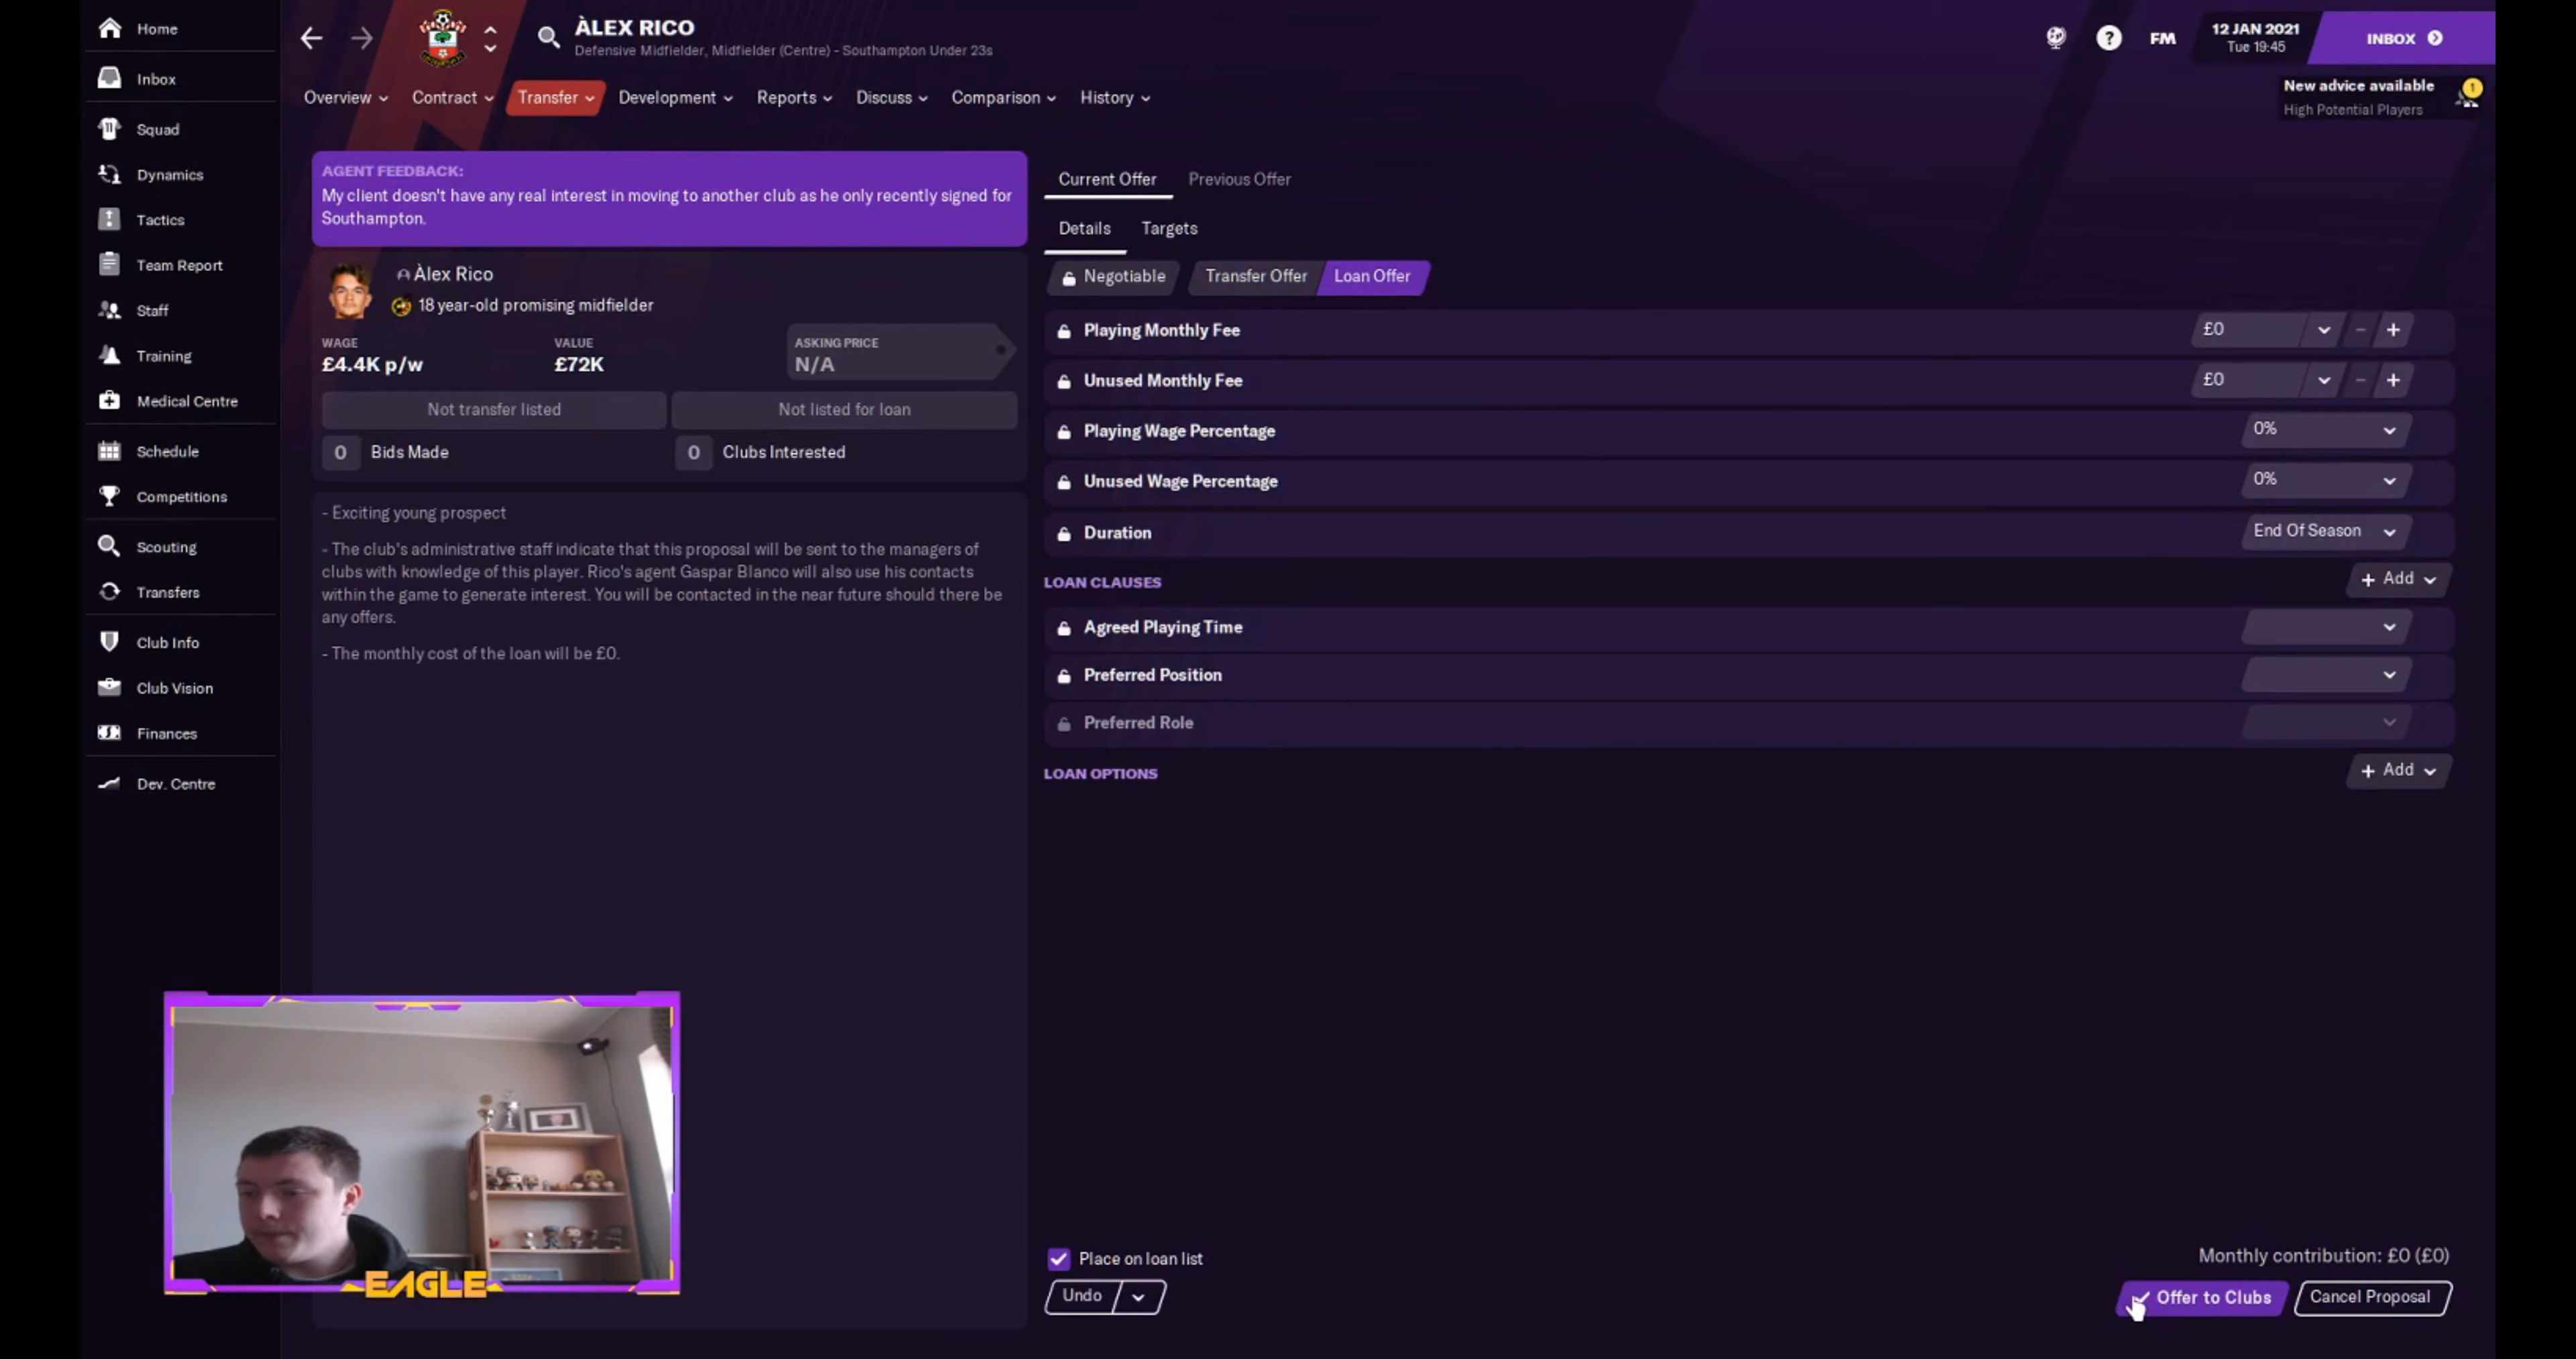 Home
Inbox
Squad
Dynamics
Tactics
Team Report
Staff
Training
Medical Centre
Schedule
Competitions
Scouting
Transfers
Club Info
Club Vision
Finances
Dev. Centre
ÀLEX RICO
Defensive Midfielder, Midfielder (Centre) - Southampton Under 23s
FM
12 JAN 2021
Tue 19:45
INBOX
Overview
Contract
Transfer
Development
Reports
Discuss
Comparison
History
New advice available
High Potential Players
1
AGENT FEEDBACK:
My client doesn't have any real interest in moving to another club as he only recently signed for
Southampton.
Àlex Rico
18 year-old promising midfielder
WAGE
£4.4K p/w
VALUE
£72K
ASKING PRICE
N/A
Not transfer listed
Not listed for loan
0 Bids Made
0 Clubs Interested
- Exciting young prospect
- The club's administrative staff indicate that this proposal will be sent to the managers of
clubs with knowledge of this player. Rico's agent Gaspar Blanco will also use his contacts
within the game to generate interest. You will be contacted in the near future should there be
any offers.
- The monthly cost of the loan will be £0.
Current Offer
Previous Offer
Details
Targets
Negotiable
Transfer Offer
Loan Offer
Playing Monthly Fee £0
Unused Monthly Fee £0
Playing Wage Percentage 0%
Unused Wage Percentage 0%
Duration End Of Season
LOAN CLAUSES + Add
Agreed Playing Time
Preferred Position
Preferred Role
LOAN OPTIONS + Add
EAGLE
Place on loan list
Undo
Monthly contribution: £0 (£0)
Offer to Clubs
Cancel Proposal